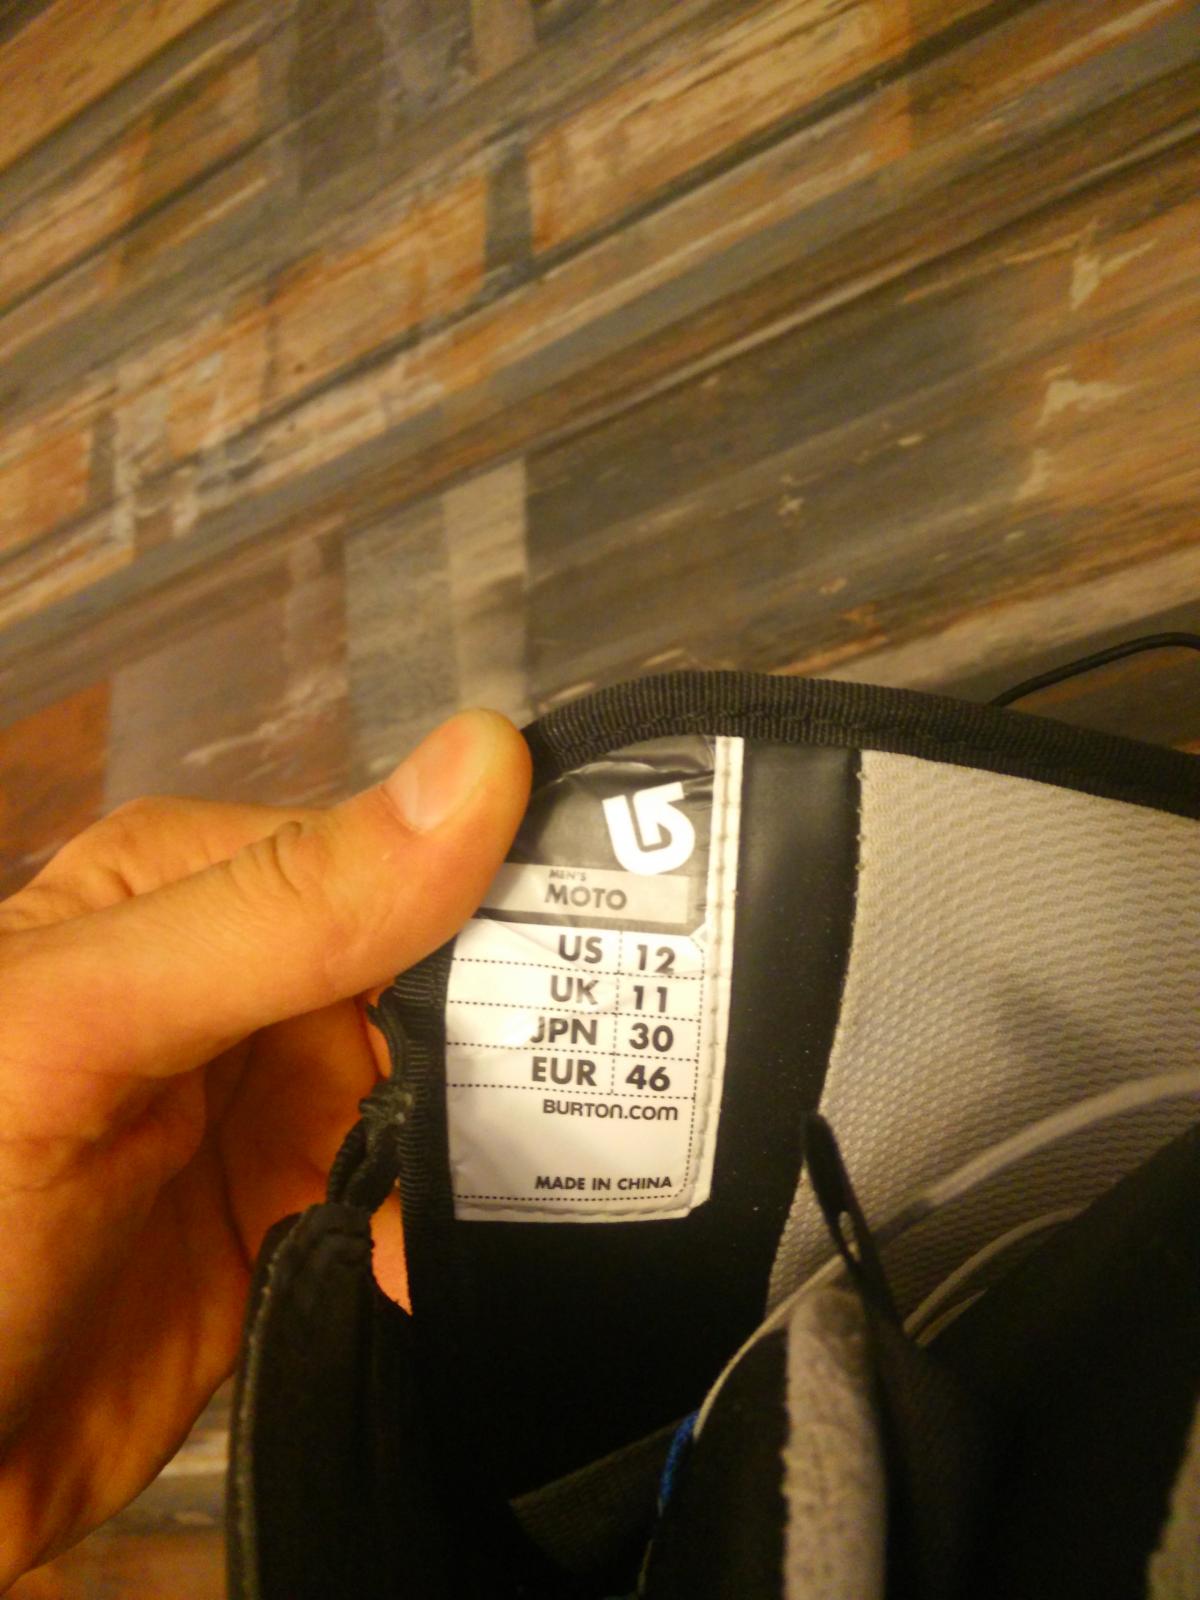 MEN'S
MOTO
US 12
UK 11
JPN 30
EUR 46
BURTON.COM
MADE IN CHINA